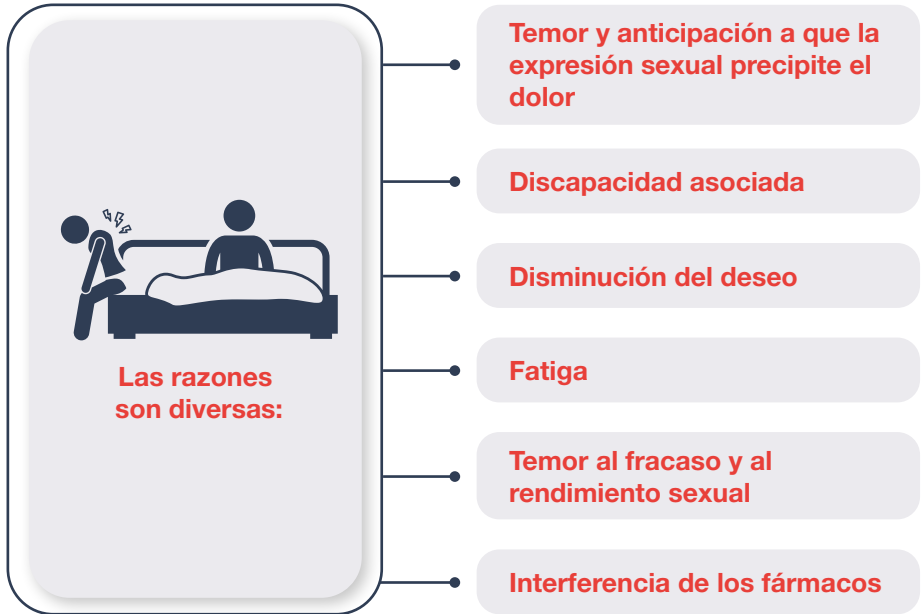 Las razones
son diversas:
Temor y anticipación a que la
expresión sexual precipite el
dolor
Discapacidad asociada
Disminución del deseo
Fatiga
Temor al fracaso y al
rendimiento sexual
Interferencia de los fármacos